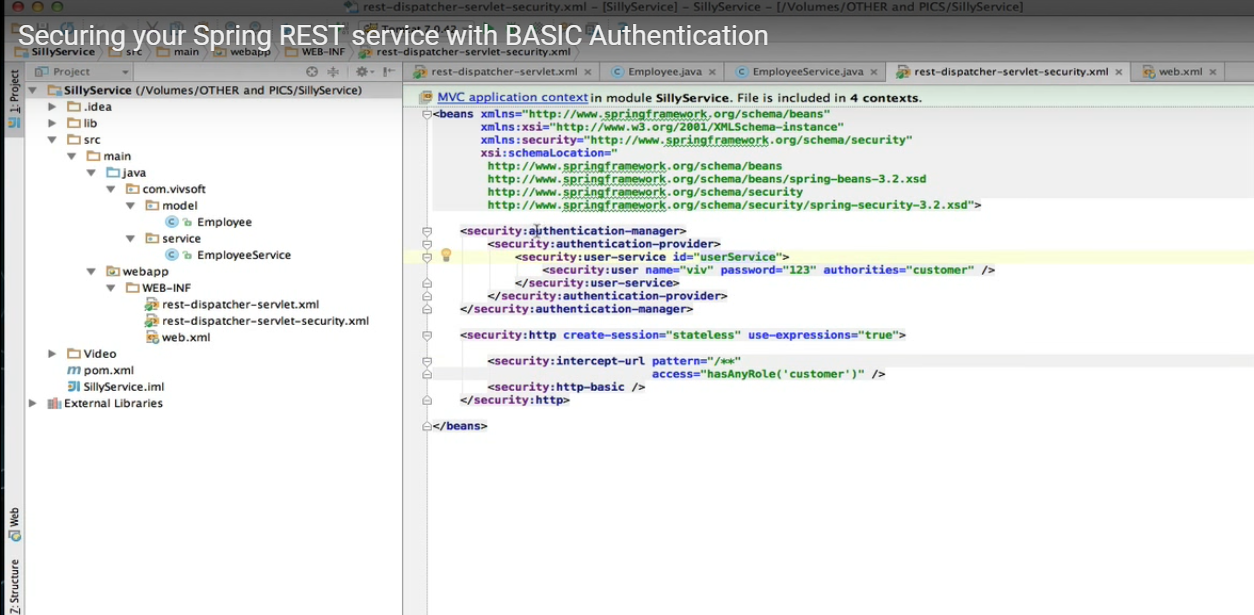 rest-dispatcher-servlet-security.xml – [SillyService] – SillyService – [/Volumes/OTHER and PICS/SillyService]
Securing your Spring REST service with BASIC Authentication
SillyService src main webapp WEB-INF rest-dispatcher-servlet-security.xml
Project
rest-dispatcher-servlet.xml Employee.java EmployeeService.java rest-dispatcher-servlet-security.xml web.xml
1: Project
SillyService (/Volumes/OTHER and PICS/SillyService)
.idea
lib
src
main
java
com.vivsoft
model
Employee
service
EmployeeService
webapp
WEB-INF
rest-dispatcher-servlet.xml
rest-dispatcher-servlet-security.xml
web.xml
Video
pom.xml
SillyService.iml
External Libraries
Web
7: Structure
MVC application context in module SillyService. File is included in 4 contexts.
<beans xmlns="http://www.springframework.org/schema/beans"
xmlns:xsi="http://www.w3.org/2001/XMLSchema-instance"
xmlns:security="http://www.springframework.org/schema/security"
xsi:schemaLocation="
http://www.springframework.org/schema/beans
http://www.springframework.org/schema/beans/spring-beans-3.2.xsd
http://www.springframework.org/schema/security
http://www.springframework.org/schema/security/spring-security-3.2.xsd">
<security:authentication-manager>
<security:authentication-provider>
<security:user-service id="userService">
<security:user name="viv" password="123" authorities="customer" />
</security:user-service>
</security:authentication-provider>
</security:authentication-manager>
<security:http create-session="stateless" use-expressions="true">
<security:intercept-url pattern="/**"
access="hasAnyRole('customer')" />
<security:http-basic />
</security:http>
</beans>